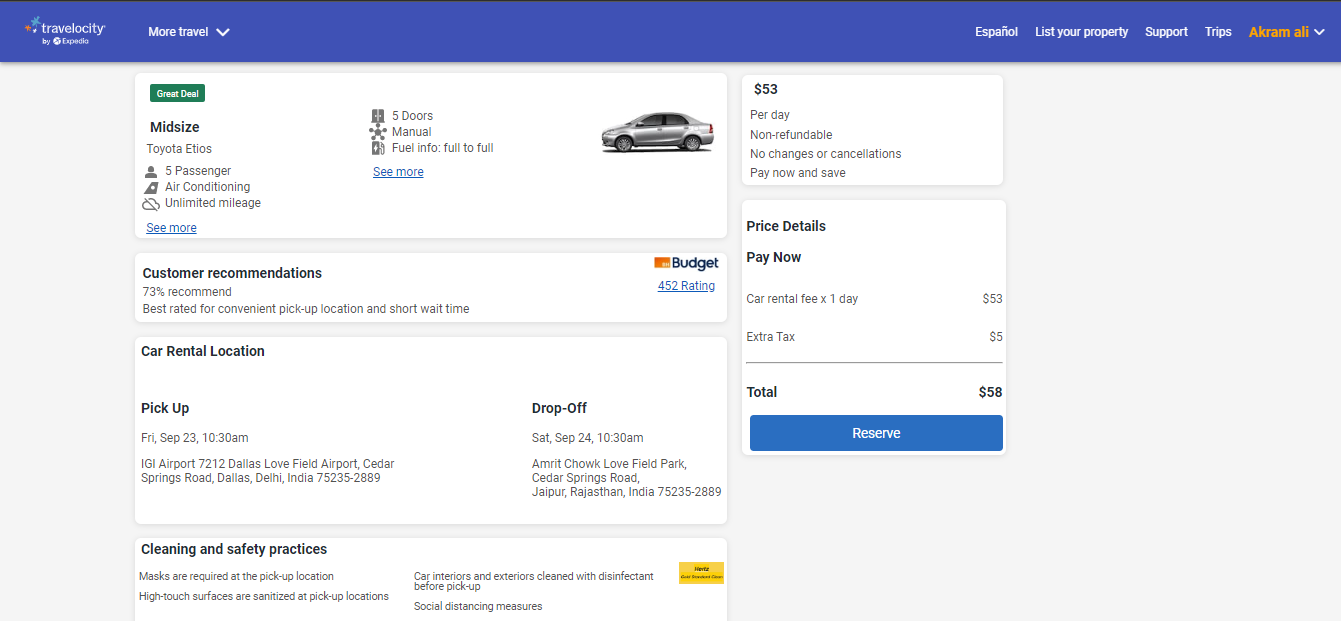 travelocity
by Expedia
More travel
Español
List your property
Support
Trips
Akram ali
Great Deal
Midsize
Toyota Etios
5 Passenger
Air Conditioning
Unlimited mileage
See more
5 Doors
Manual
Fuel info: full to full
See more
$53
Per day
Non-refundable
No changes or cancellations
Pay now and save
Customer recommendations
73% recommend
Best rated for convenient pick-up location and short wait time
Budget
452 Rating
Price Details
Pay Now
Car rental fee x 1 day $53
Extra Tax $5
Total $58
Reserve
Car Rental Location
Pick Up
Fri, Sep 23, 10:30am
IGI Airport 7212 Dallas Love Field Airport, Cedar
Springs Road, Dallas, Delhi, India 75235-2889
Drop-Off
Sat, Sep 24, 10:30am
Amrit Chowk Love Field Park,
Cedar Springs Road,
Jaipur, Rajasthan, India 75235-2889
Cleaning and safety practices
Masks are required at the pick-up location
High-touch surfaces are sanitized at pick-up locations
Car interiors and exteriors cleaned with disinfectant
before pick-up
Social distancing measures
Hertz
Gold Standard Clean